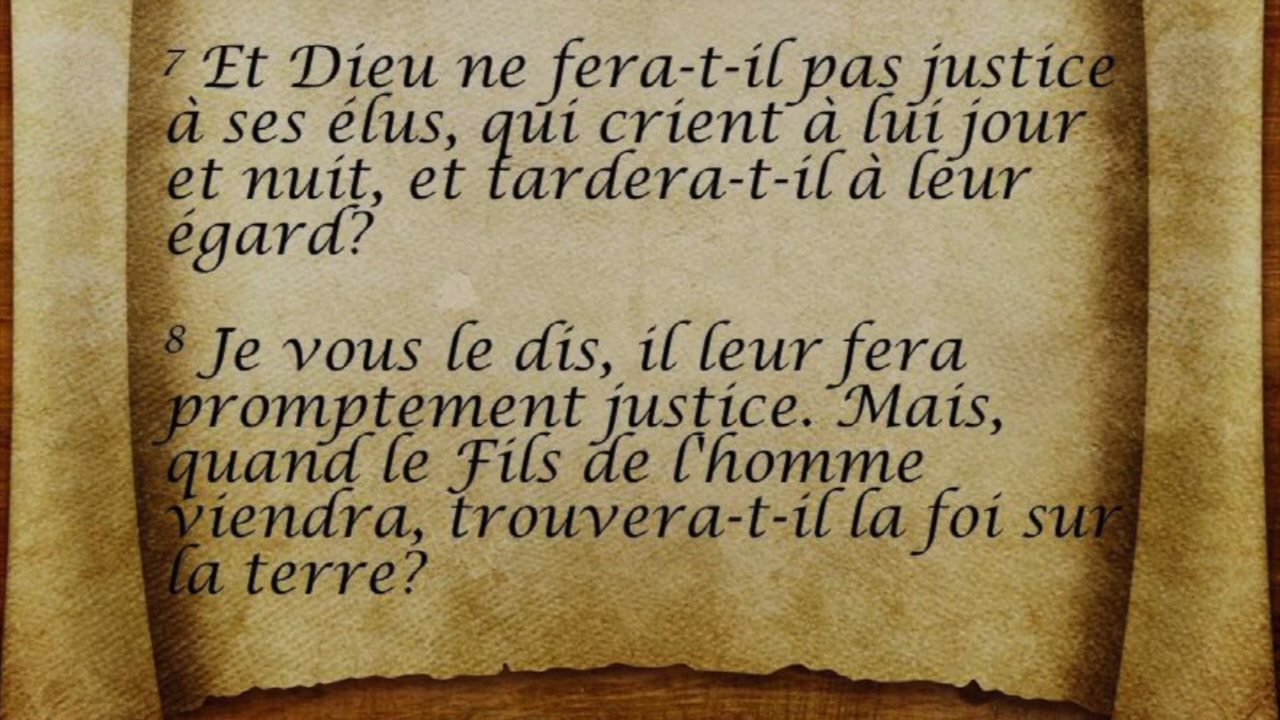 7 Et Dieu ne fera-t-il pas justice
à ses élus, qui crient à lui jour
et nuit, et tardera-t-il à leur
égard?
8 Je vous le dis, il leur fera
promptement justice. Mais,
quand le Fils de l'homme
viendra, trouvera-t-il la foi sur
la terre?